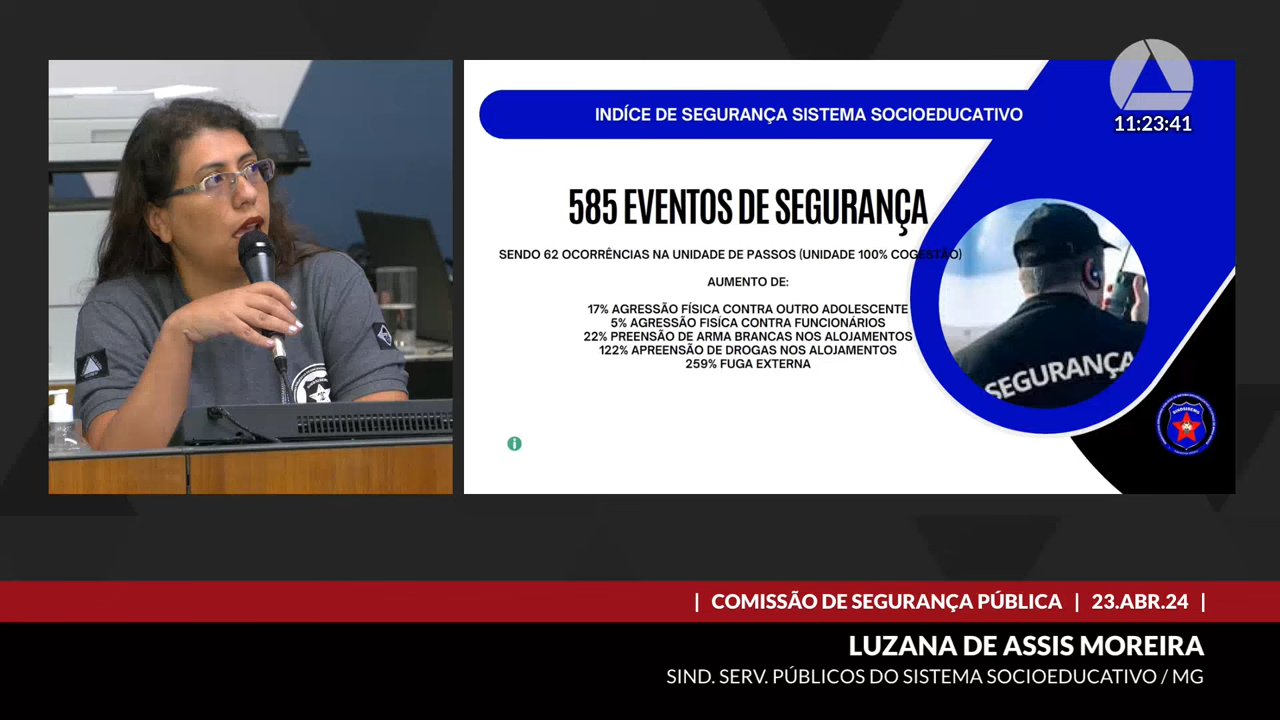 INDÍCE DE SEGURANÇA SISTEMA SOCIOEDUCATIVO
11:23:41
585 EVENTOS DE SEGURANÇA
SENDO 62 OCORRÊNCIAS NA UNIDADE DE PASSOS (UNIDADE 100% COGESTÃO)
AUMENTO DE:
17% AGRESSÃO FÍSICA CONTRA OUTRO ADOLESCENTE
5% AGRESSÃO FISÍCA CONTRA FUNCIONÁRIOS
22% PREENSÃO DE ARMA BRANCAS NOS ALOJAMENTOS
122% APREENSÃO DE DROGAS NOS ALOJAMENTOS
259% FUGA EXTERNA
SEGURANÇA
SINDSISEMG
| COMISSÃO DE SEGURANÇA PÚBLICA | 23.ABR.24 |
LUZANA DE ASSIS MOREIRA
SIND. SERV. PÚBLICOS DO SISTEMA SOCIOEDUCATIVO / MG